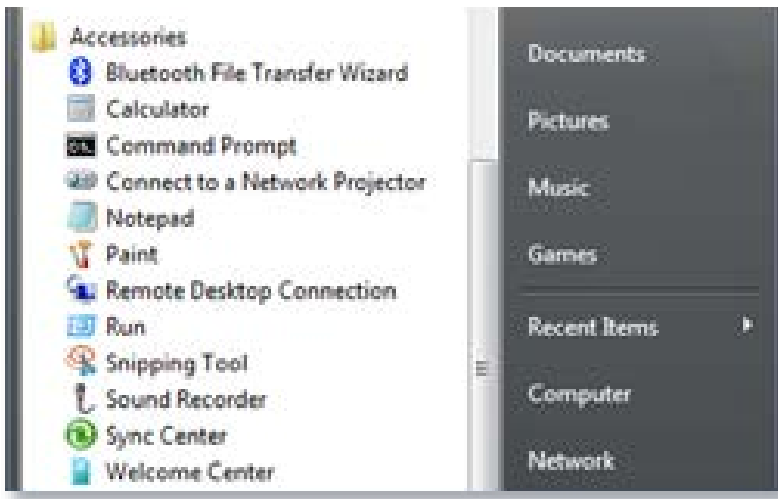 Accessories
Bluetooth File Transfer Wizard
Calculator
Command Prompt
Connect to a Network Projector
Notepad
Paint
Remote Desktop Connection
Run
Snipping Tool
Sound Recorder
Sync Center
Welcome Center
Documents
Pictures
Music
Games
Recent Items
Computer
Network